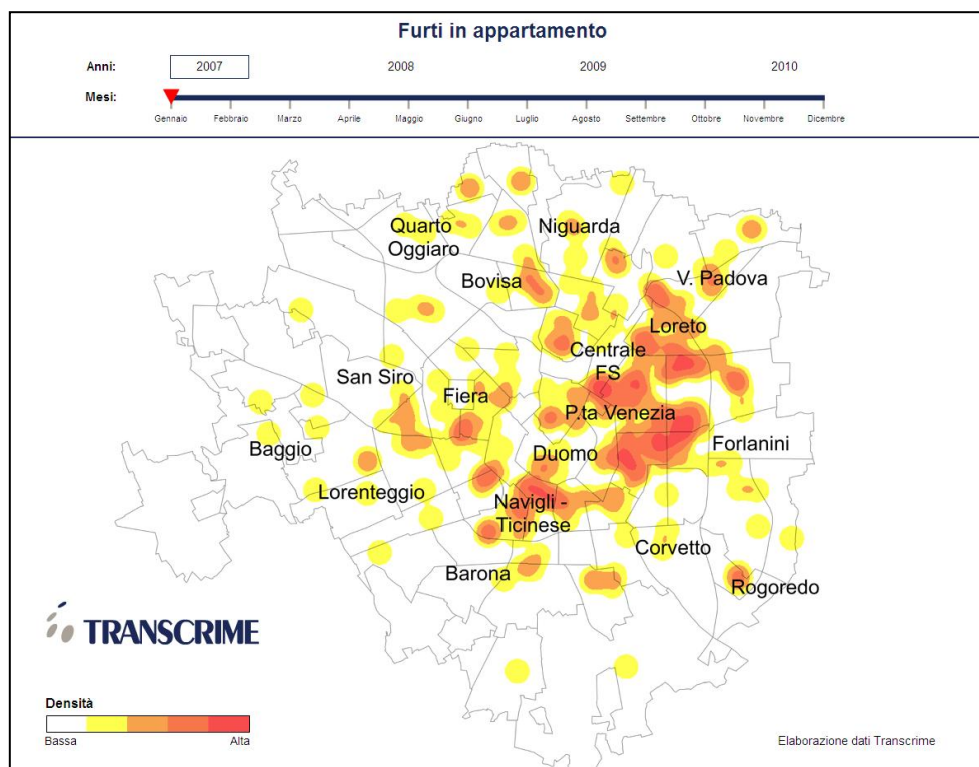 Furti in appartamento
Anni: 2007 2008 2009 2010
Mesi:
Gennaio Febbraio Marzo Aprile Maggio Giugno Luglio Agosto Settembre Ottobre Novembre Dicembre
Quarto
Oggiaro
Niguarda
Bovisa
V. Padova
Loreto
Centrale
FS
San Siro
Fiera
P.ta Venezia
Baggio
Duomo
Forlanini
Lorenteggio
Navigli -
Ticinese
Corvetto
Barona
Rogoredo
TRANSCRIME
Densità
Bassa Alta
Elaborazione dati Transcrime